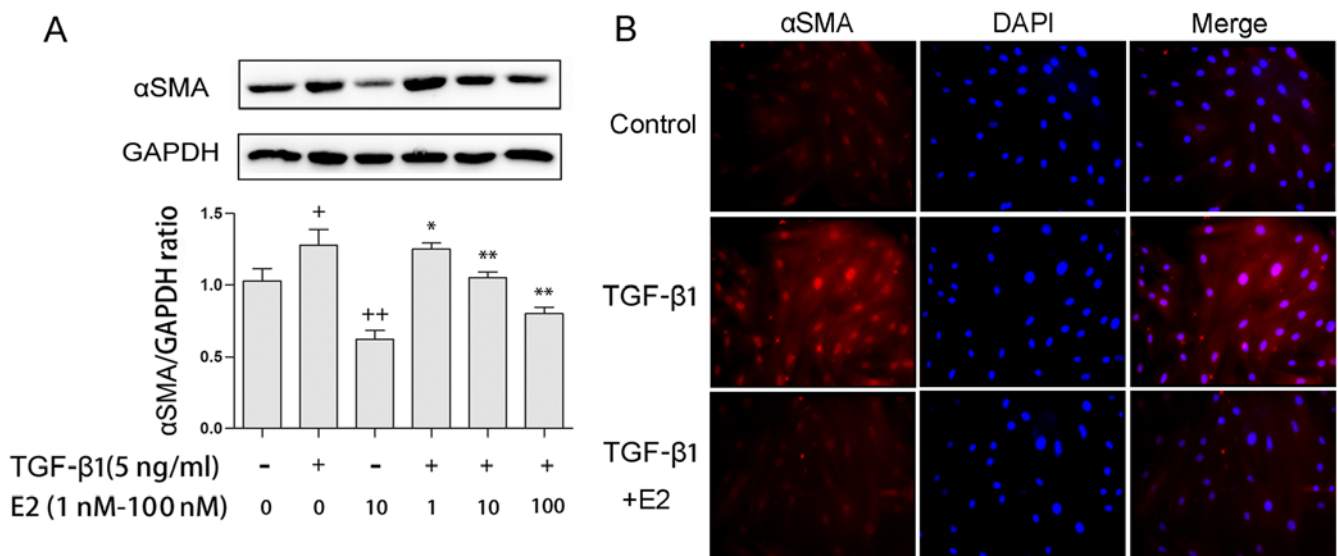 A
αSMA
GAPDH
αSMA/GAPDH ratio
1.5
1.0
0.5
0.0
+
++
*
**
**
TGF-β1(5 ng/ml) - + - + + +
E2 (1 nM-100 nM) 0 0 10 1 10 100
B
αSMA DAPI Merge
Control
TGF-β1
TGF-β1
+E2